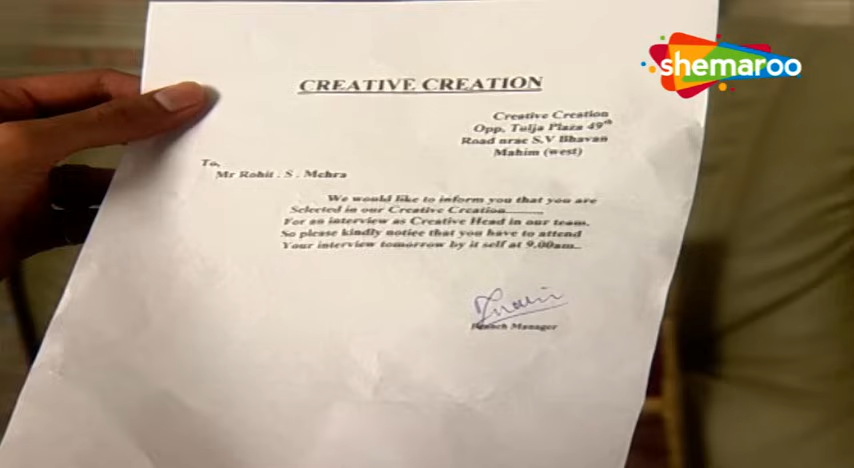 shemaroo
CREATIVE CREATION
Creative Creation
Opp, Tulja Plaza 49th
Road nrae S.V Bhavan
Mahim (west)
To,
Mr Rohit . S . Mehra
We would like to inform you that you are
Selected in our Creative Creation..........,
For an interview as Creative Head in our team.
So please kindly notice that you have to attend
Your interview tomorrow by it self at 9.00am..
Branch Manager